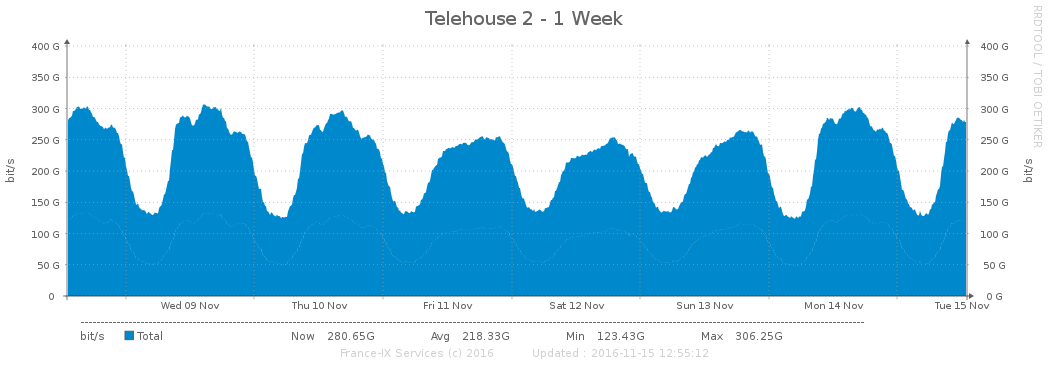 Telehouse 2 - 1 Week
RRDTOOL / TOBI OETIKER
400 G 400 G
350 G 350 G
300 G 300 G
250 G 250 G
200 G 200 G
150 G 150 G
100 G 100 G
50 G 50 G
0 0 G
bit/s
bit/s
Wed 09 Nov Thu 10 Nov Fri 11 Nov Sat 12 Nov Sun 13 Nov Mon 14 Nov Tue 15 Nov
bit/s Total Now 280.65G Avg 218.33G Min 123.43G Max 306.25G
France-IX Services (c) 2016 Updated : 2016-11-15 12:55:12